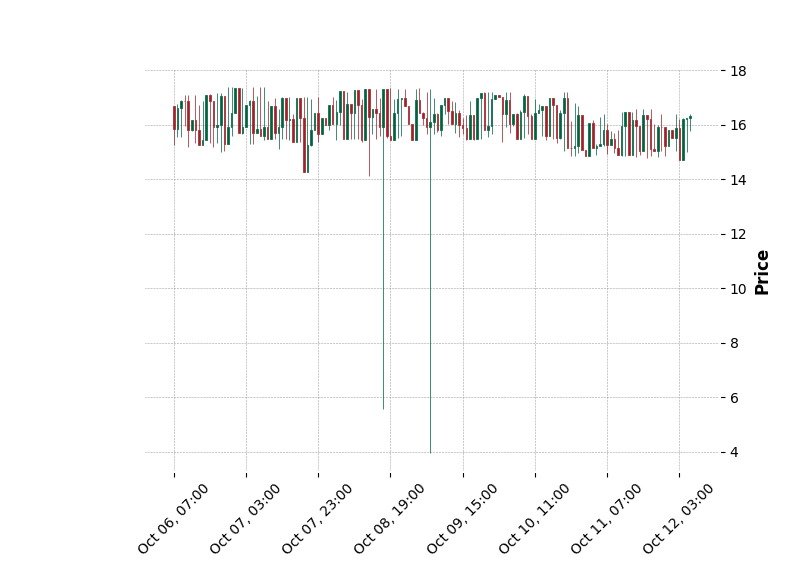 18
16
14
12
10
8
6
4
Price
Oct 06, 07:00
Oct 07, 03:00
Oct 07, 23:00
Oct 08, 19:00
Oct 09, 15:00
Oct 10, 11:00
Oct 11, 07:00
Oct 12, 03:00